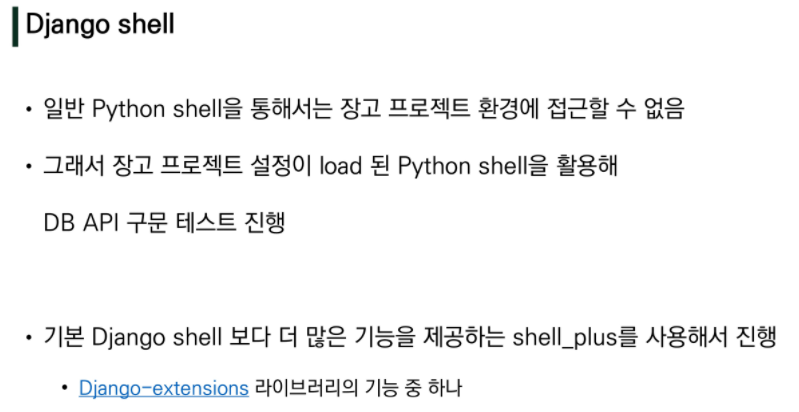 Django shell
• 일반 Python shell을 통해서는 장고 프로젝트 환경에 접근할 수 없음
• 그래서 장고 프로젝트 설정이 load 된 Python shell을 활용해
DB API 구문 테스트 진행
• 기본 Django shell 보다 더 많은 기능을 제공하는 shell_plus를 사용해서 진행
• Django-extensions 라이브러리의 기능 중 하나